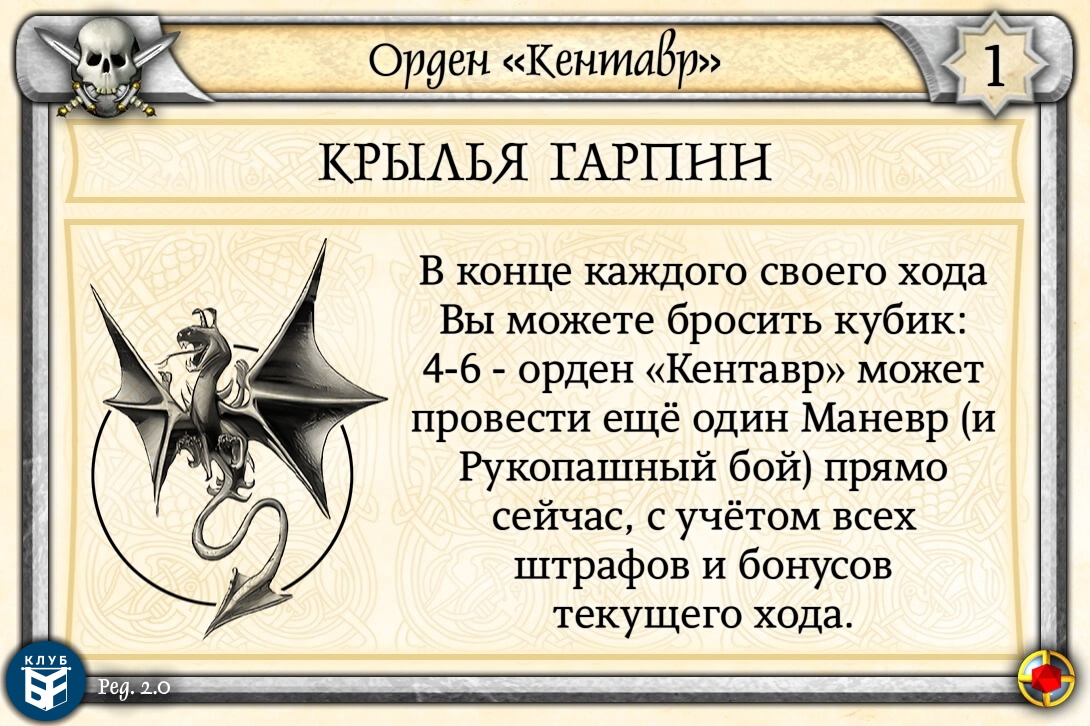 Орден «Кентавр»
1
КРЫЛЬЯ ГАРПИИ
В конце каждого своего хода
Вы можете бросить кубик:
4-6 - орден «Кентавр» может
провести ещё один Маневр (и
Рукопашный бой) прямо
сейчас, с учётом всех
штрафов и бонусов
текущего хода.
КЛУБ
Ред. 2.0